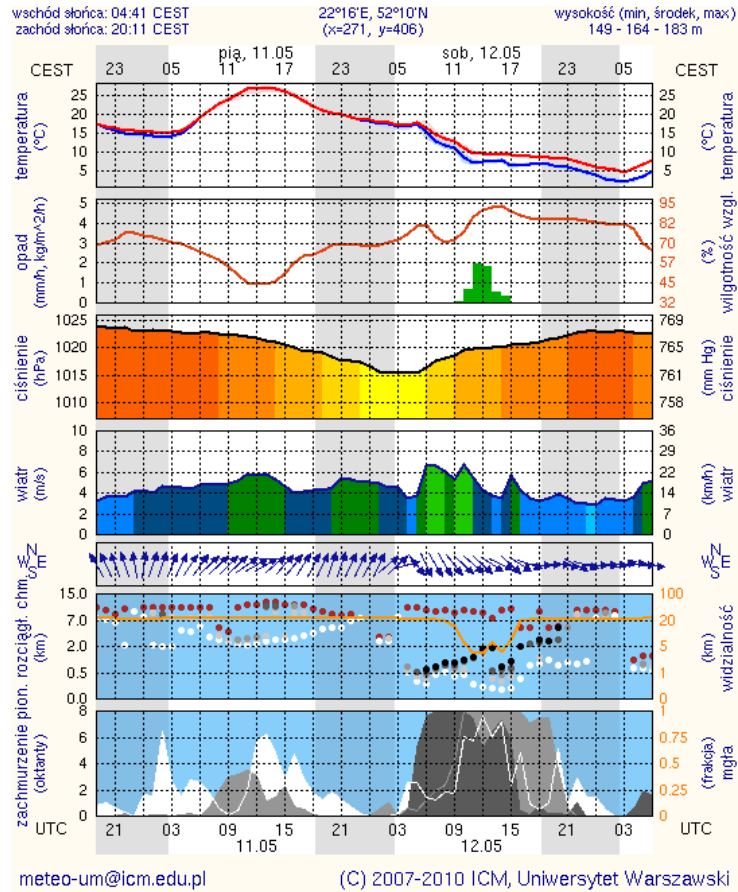 wschód słońca: 04:41 CEST 22°16'E, 52°10'N wysokość (min, środek, max)
zachód słońca: 20:11 CEST (x=271, y=406) 149 - 164 - 183 m
pią, 11.05 sob, 12.05
CEST 23 05 11 17 23 05 11 17 23 05 CEST
temperatura (°C) 25 20 15 10 5 25 20 15 10 5 (°C) temperatura
opad (mm/h, kg/m^2/h) 5 4 3 2 1 0 95 82 70 57 45 32 (%) wilgotność wzgl.
ciśnienie (hPa) 1025 1020 1015 1010 769 765 761 758 (mm Hg) ciśnienie
wiatr (m/s) 10 8 6 4 2 0 36 29 22 14 7 0 (km/h) wiatr
N W E S N W E S
pion. rozciągł. chm. (km) 15.0 7.0 2.0 0.5 0.0 100 20 5 1 0 (km) widzialność
zachmurzenie (oktanty) 8 6 4 2 0 1 0.75 0.5 0.25 0 (frakcja) mgła
UTC 21 03 09 15 21 03 09 15 21 03 UTC
11.05 12.05
meteo-um@icm.edu.pl (C) 2007-2010 ICM, Uniwersytet Warszawski